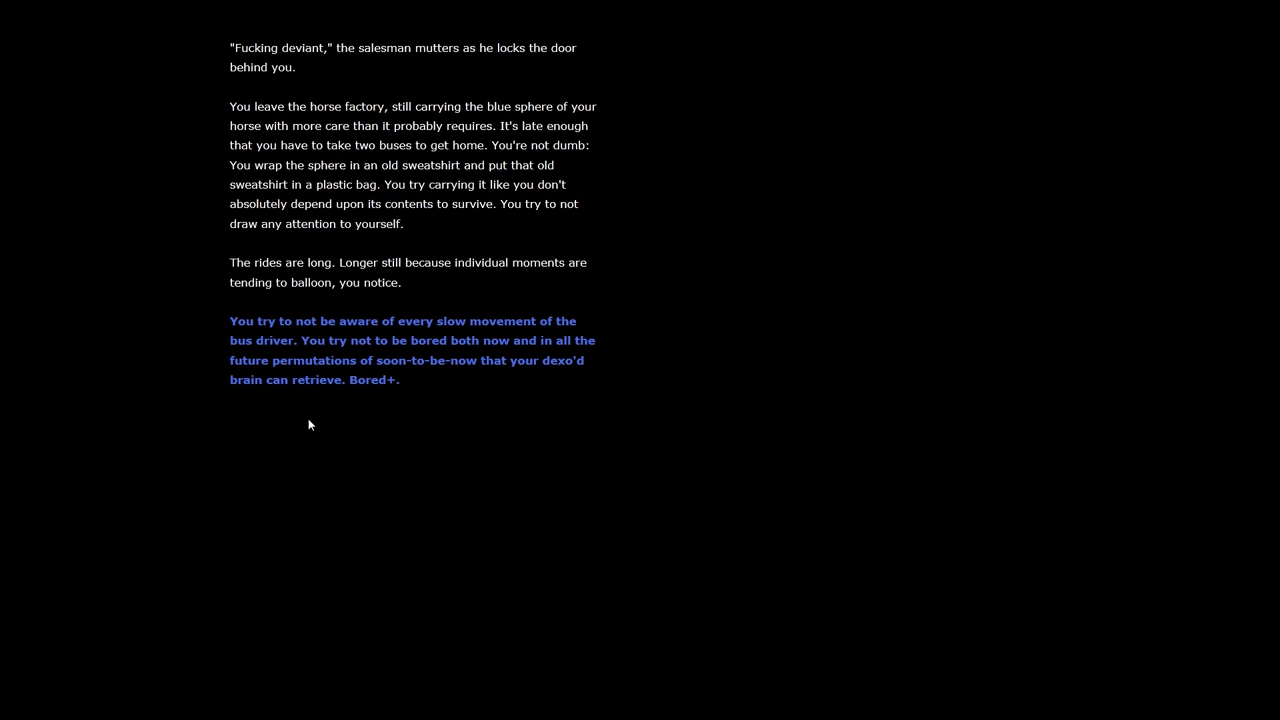 "Fucking deviant," the salesman mutters as he locks the door
behind you.
You leave the horse factory, still carrying the blue sphere of your
horse with more care than it probably requires. It's late enough
that you have to take two buses to get home. You're not dumb:
You wrap the sphere in an old sweatshirt and put that old
sweatshirt in a plastic bag. You try carrying it like you don't
absolutely depend upon its contents to survive. You try to not
draw any attention to yourself.
The rides are long. Longer still because individual moments are
tending to balloon, you notice.
You try to not be aware of every slow movement of the
bus driver. You try not to be bored both now and in all the
future permutations of soon-to-be-now that your dexo'd
brain can retrieve. Bored+.